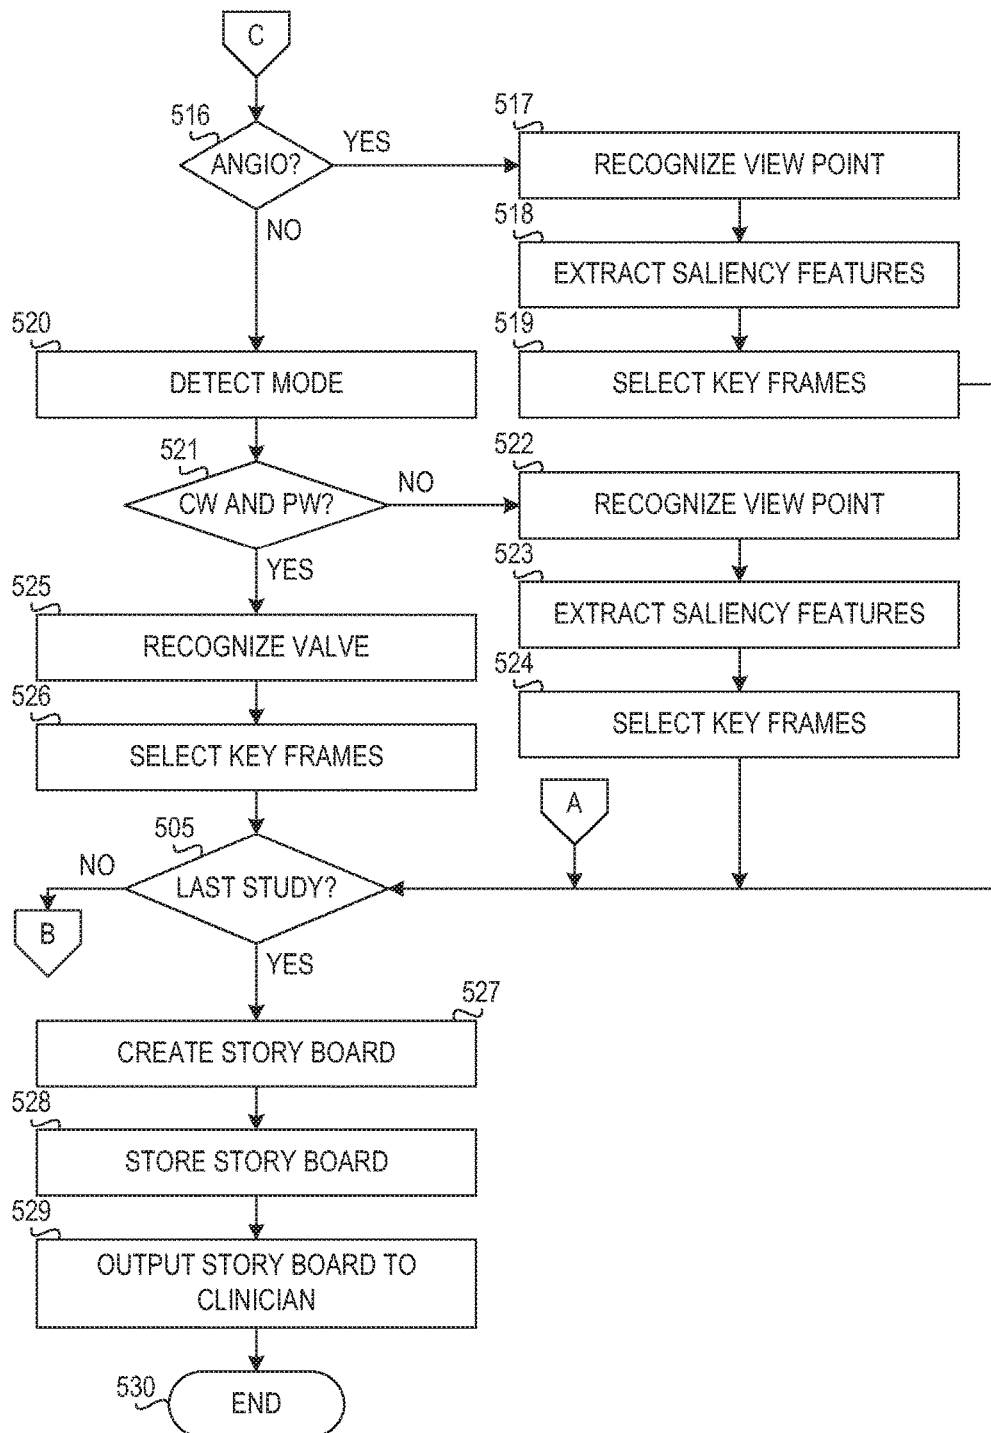 C
516
ANGIO?
YES
NO
517
RECOGNIZE VIEW POINT
518
EXTRACT SALIENCY FEATURES
519
SELECT KEY FRAMES
520
DETECT MODE
521
CW AND PW?
NO
YES
522
RECOGNIZE VIEW POINT
523
EXTRACT SALIENCY FEATURES
524
SELECT KEY FRAMES
525
RECOGNIZE VALVE
526
SELECT KEY FRAMES
A
505
LAST STUDY?
NO
B
YES
527
CREATE STORY BOARD
528
STORE STORY BOARD
529
OUTPUT STORY BOARD TO
CLINICIAN
530
END